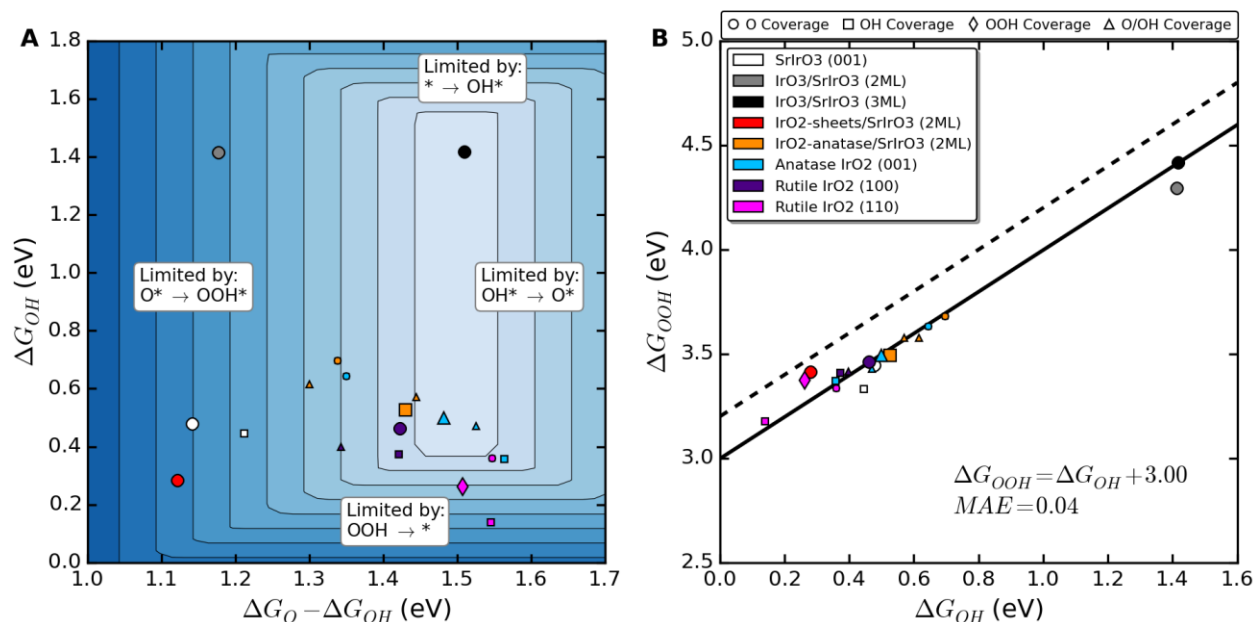 A
1.8
1.6
1.4
1.2
1.0
0.8
0.6
0.4
0.2
0.0
ΔG_OH (eV)
Limited by:
* → OH*
Limited by:
O* → OOH*
Limited by:
OH* → O*
Limited by:
OOH → *
1.0 1.1 1.2 1.3 1.4 1.5 1.6 1.7
ΔG_O − ΔG_OH (eV)
B
O Coverage OH Coverage OOH Coverage O/OH Coverage
5.0
4.5
4.0
3.5
3.0
2.5
ΔG_OOH (eV)
SrIrO3 (001)
IrO3/SrIrO3 (2ML)
IrO3/SrIrO3 (3ML)
IrO2-sheets/SrIrO3 (2ML)
IrO2-anatase/SrIrO3 (2ML)
Anatase IrO2 (001)
Rutile IrO2 (100)
Rutile IrO2 (110)
ΔG_OOH = ΔG_OH + 3.00
MAE = 0.04
0.0 0.2 0.4 0.6 0.8 1.0 1.2 1.4 1.6
ΔG_OH (eV)